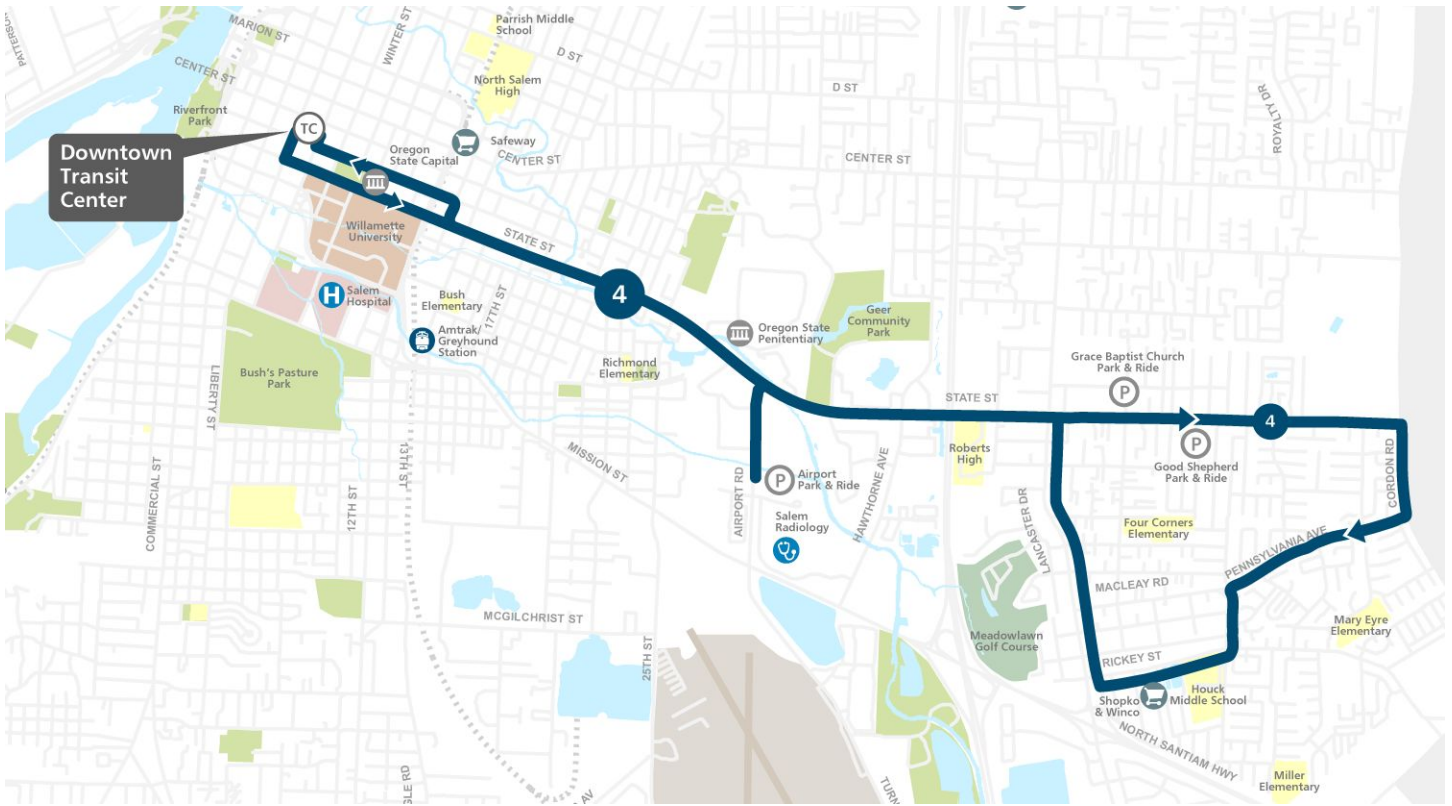 PATTERSON
MARION ST
WINTER ST
Parrish Middle
School
D ST
CENTER ST
North Salem
High
D ST
ROYALTY DR
Riverfront
Park
TC
Oregon
State Capital
Safeway
CENTER ST
CENTER ST
Downtown
Transit
Center
Willamette
University
STATE ST
H
Salem
Hospital
Bush
Elementary
17TH ST
4
Amtrak/
Greyhound
Station
Oregon State
Penitentiary
Geer
Community
Park
Richmond
Elementary
LIBERTY ST
Bush's Pasture
Park
Grace Baptist Church
Park & Ride
P
STATE ST
4
P
Good Shepherd
Park & Ride
CORDON RD
COMMERCIAL ST
12TH ST
13TH ST
MISSION ST
AIRPORT RD
P
Airport
Park & Ride
HAWTHORNE AVE
Roberts
High
LANCASTER DR
Salem
Radiology
Four Corners
Elementary
PENNSYLVANIA AVE
MACLEAY RD
MCGILCHRIST ST
25TH ST
Meadowlawn
Golf Course
Mary Eyre
Elementary
RICKEY ST
Shopko
& Winco
Houck
Middle School
NORTH SANTIAM HWY
Miller
Elementary
GLE RD
AV
TURN